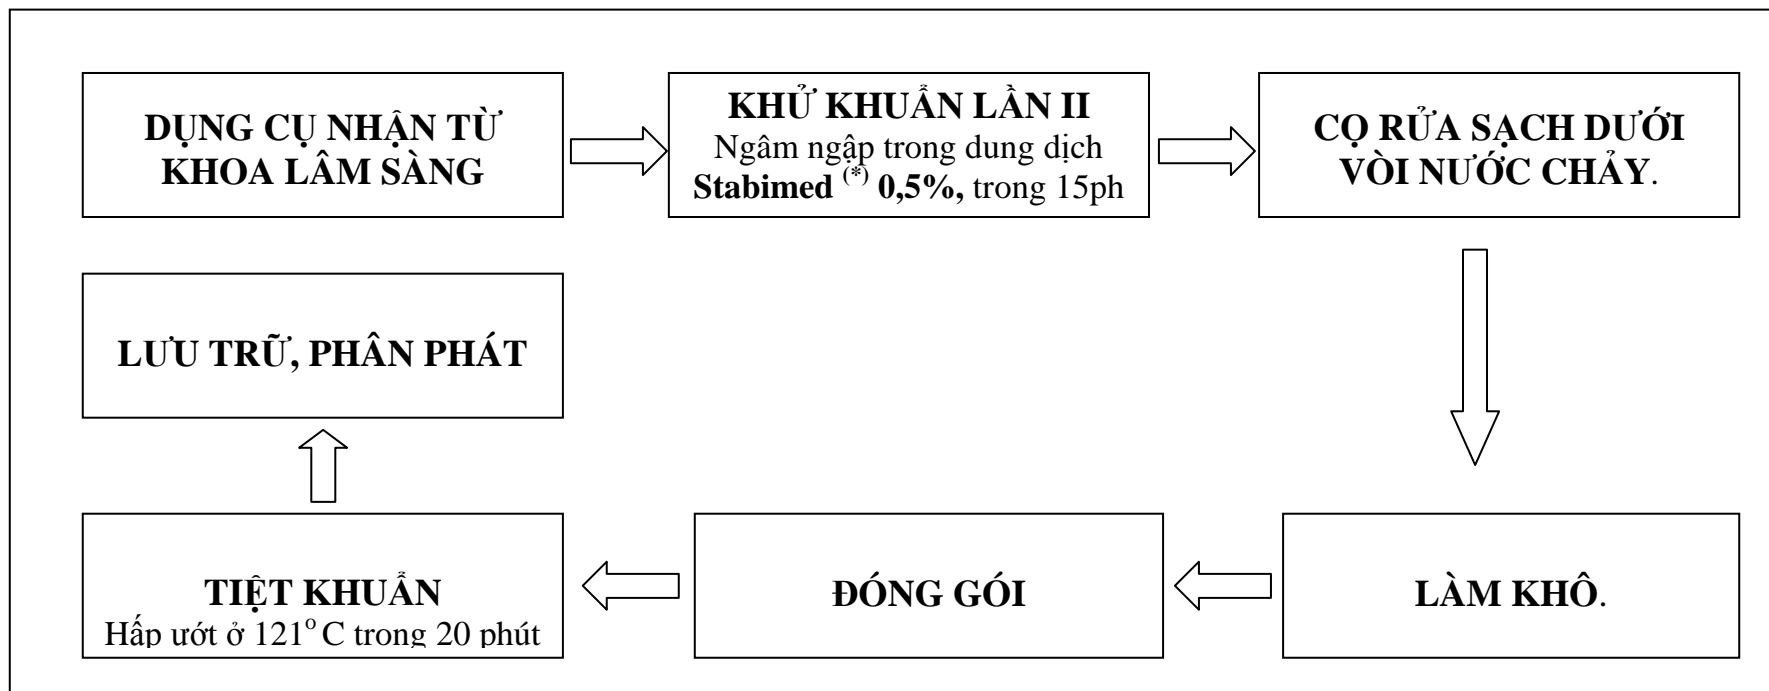 DỤNG CỤ NHẬN TỪ
KHOA LÂM SÀNG
KHỬ KHUẨN LẦN II
Ngâm ngập trong dung dịch
Stabimed (*) 0,5%, trong 15ph
CỌ RỬA SẠCH DƯỚI
VÒI NƯỚC CHẢY.
LÀM KHÔ.
ĐÓNG GÓI
TIỆT KHUẨN
Hấp ướt ở 121o C trong 20 phút
LƯU TRỮ, PHÂN PHÁT